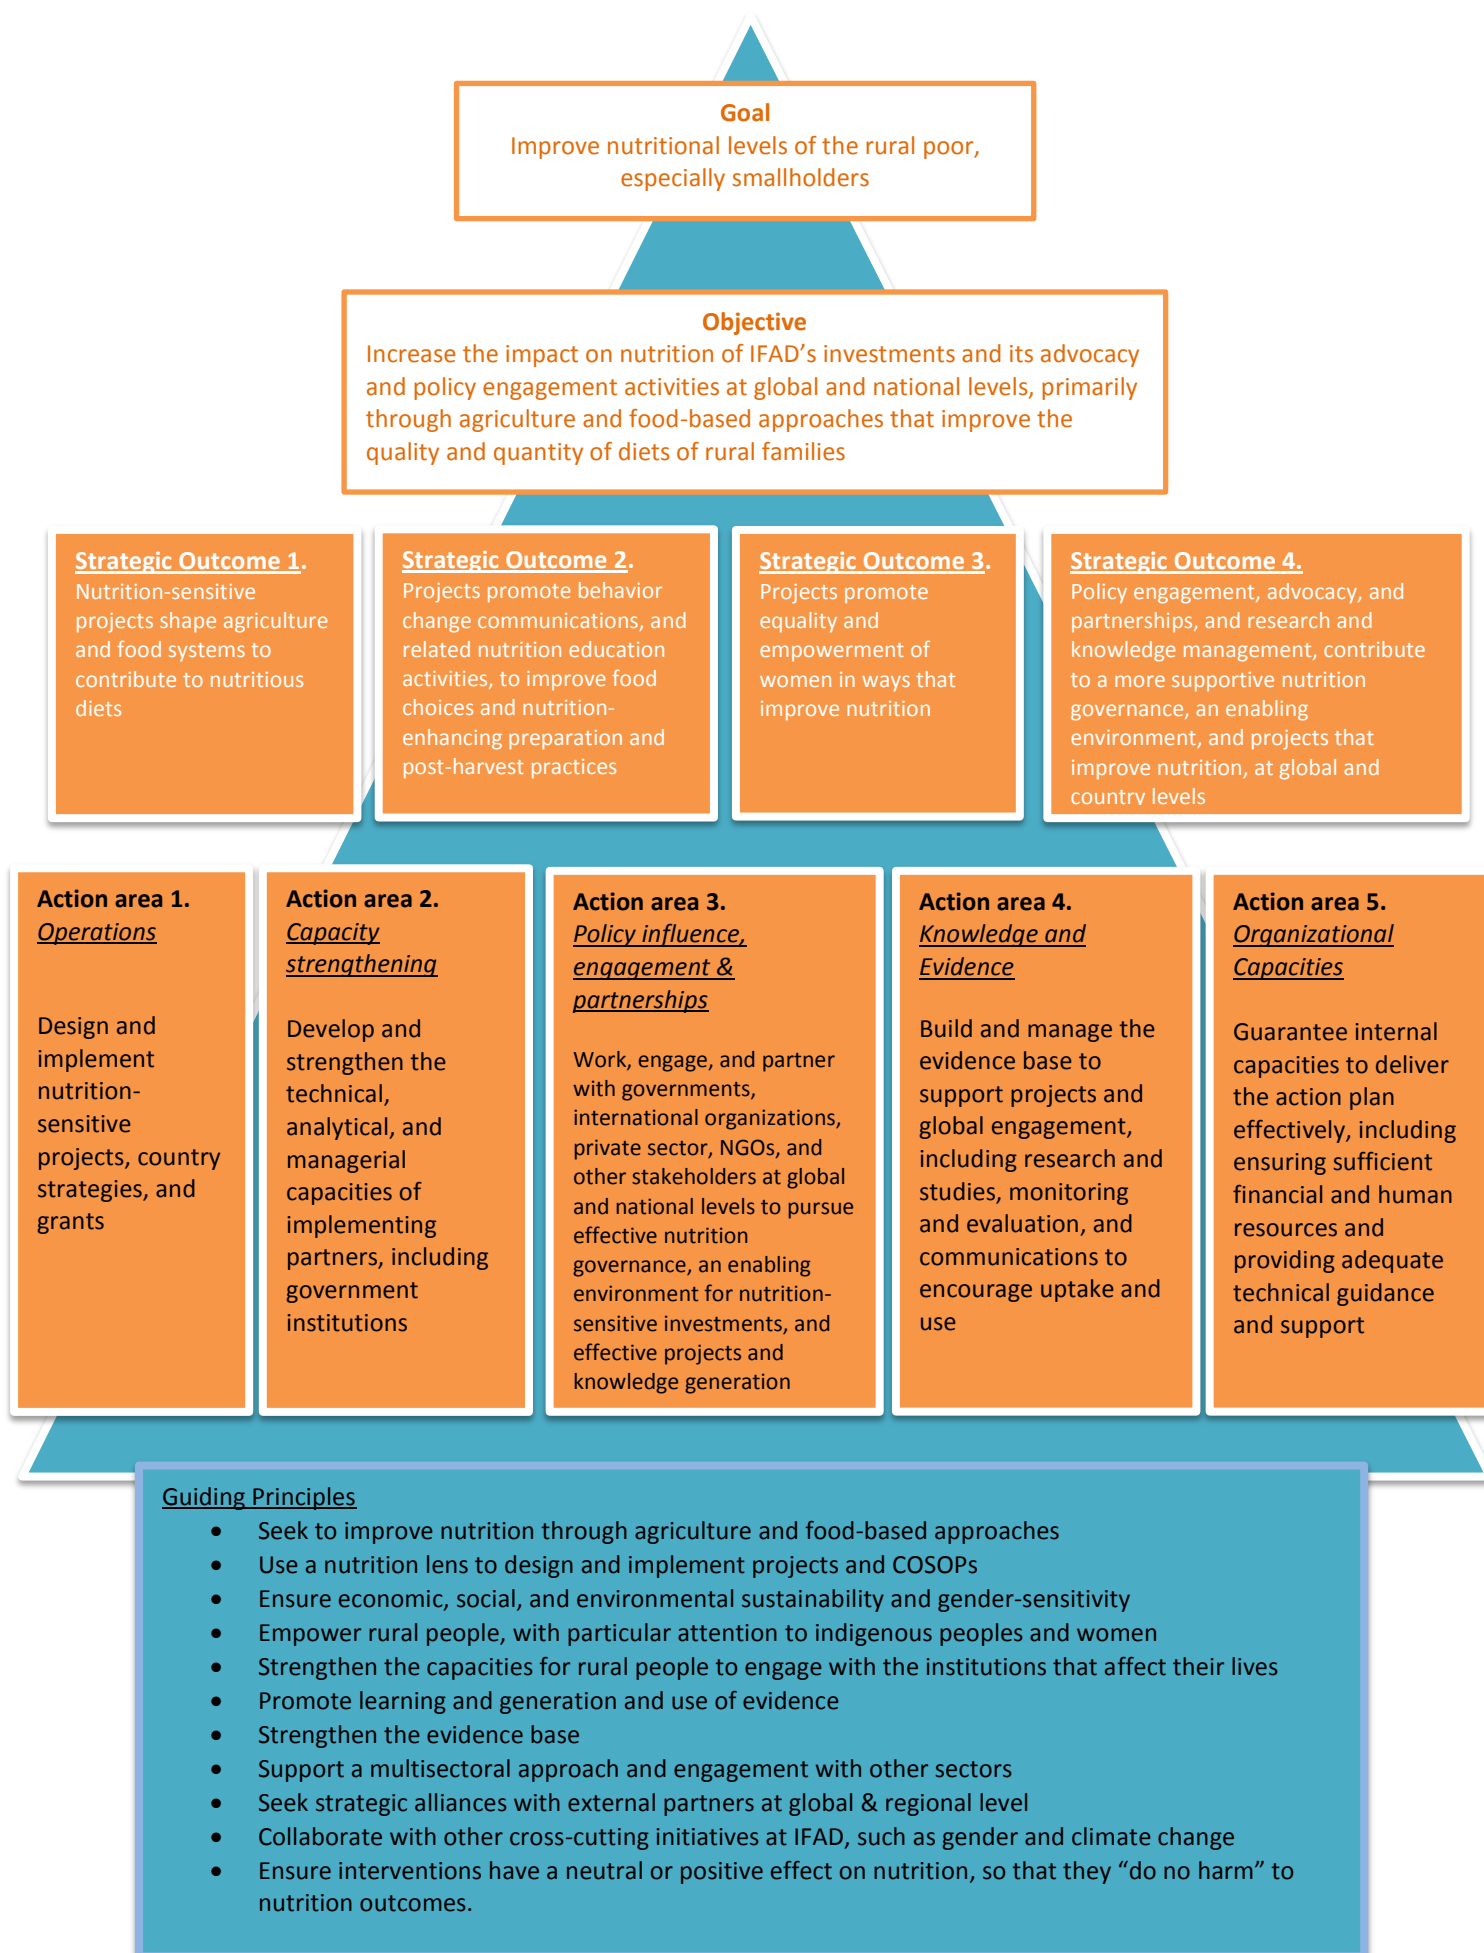 Goal
Improve nutritional levels of the rural poor,
especially smallholders
Objective
Increase the impact on nutrition of IFAD’s investments and its advocacy
and policy engagement activities at global and national levels, primarily
through agriculture and food-based approaches that improve the
quality and quantity of diets of rural families
Strategic Outcome 1.
Nutrition-sensitive
projects shape agriculture
and food systems to
contribute to nutritious
diets
Strategic Outcome 2.
Projects promote behavior
change communications, and
related nutrition education
activities, to improve food
choices and nutrition-
enhancing preparation and
post-harvest practices
Strategic Outcome 3.
Projects promote
equality and
empowerment of
women in ways that
improve nutrition
Strategic Outcome 4.
Policy engagement, advocacy, and
partnerships, and research and
knowledge management, contribute
to a more supportive nutrition
governance, an enabling
environment, and projects that
improve nutrition, at global and
country levels
Action area 1.
Operations
Design and
implement
nutrition-
sensitive
projects, country
strategies, and
grants
Action area 2.
Capacity
strengthening
Develop and
strengthen the
technical,
analytical, and
managerial
capacities of
implementing
partners, including
government
institutions
Action area 3.
Policy influence,
engagement &
partnerships
Work, engage, and partner
with governments,
international organizations,
private sector, NGOs, and
other stakeholders at global
and national levels to pursue
effective nutrition
governance, an enabling
environment for nutrition-
sensitive investments, and
effective projects and
knowledge generation
Action area 4.
Knowledge and
Evidence
Build and manage the
evidence base to
support projects and
global engagement,
including research and
studies, monitoring
and evaluation, and
communications to
encourage uptake and
use
Action area 5.
Organizational
Capacities
Guarantee internal
capacities to deliver
the action plan
effectively, including
ensuring sufficient
financial and human
resources and
providing adequate
technical guidance
and support
Guiding Principles
• Seek to improve nutrition through agriculture and food-based approaches
• Use a nutrition lens to design and implement projects and COSOPs
• Ensure economic, social, and environmental sustainability and gender-sensitivity
• Empower rural people, with particular attention to indigenous peoples and women
• Strengthen the capacities for rural people to engage with the institutions that affect their lives
• Promote learning and generation and use of evidence
• Strengthen the evidence base
• Support a multisectoral approach and engagement with other sectors
• Seek strategic alliances with external partners at global & regional level
• Collaborate with other cross-cutting initiatives at IFAD, such as gender and climate change
• Ensure interventions have a neutral or positive effect on nutrition, so that they “do no harm” to
nutrition outcomes.